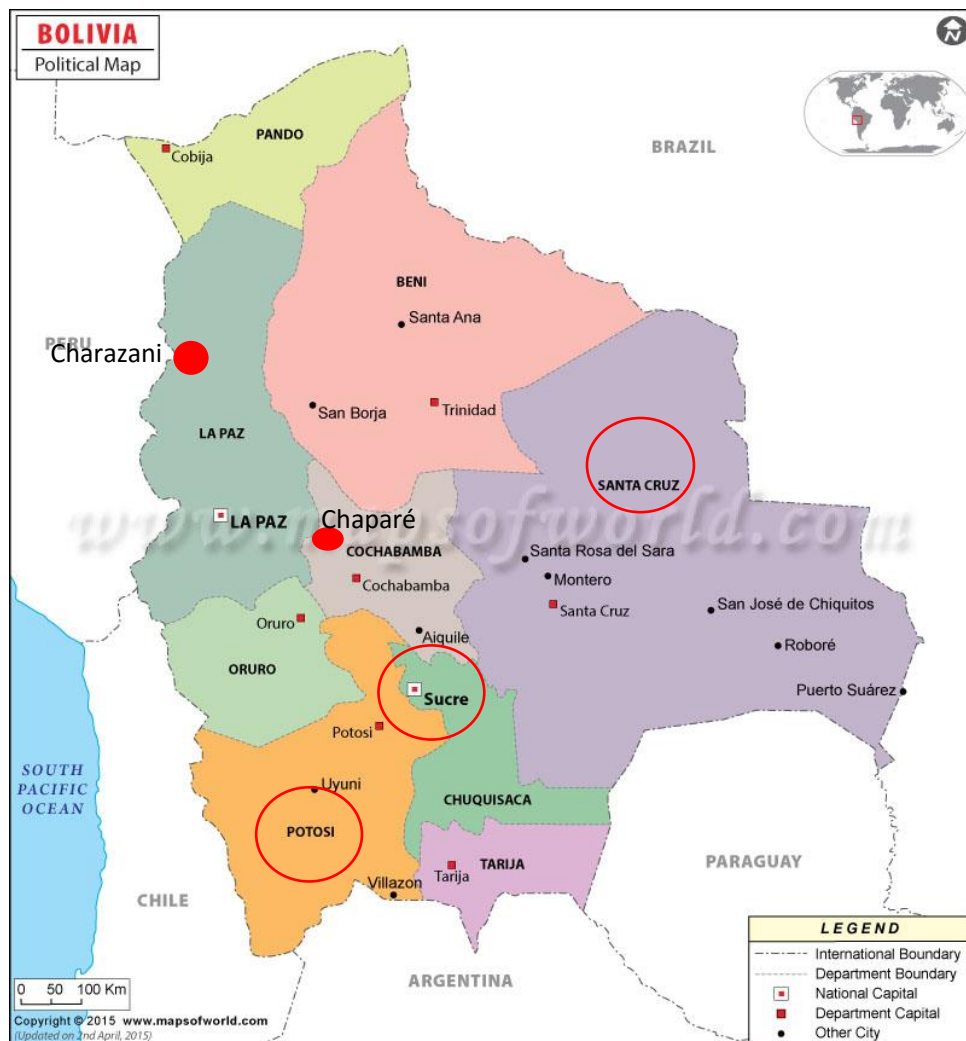 BOLIVIA
Political Map
N
PANDO
Cobija
BRAZIL
BENI
Santa Ana
PERU
Charazani
San Borja
Trinidad
LA PAZ
SANTA CRUZ
www.mapsofworld.com
LA PAZ
Chaparé
COCHABAMBA
Cochabamba
Santa Rosa del Sara
Montero
Santa Cruz
San José de Chiquitos
Oruro
Aiquile
Roboré
ORURO
Sucre
Puerto Suárez
Potosi
SOUTH
PACIFIC
OCEAN
Uyuni
CHUQUISACA
POTOSI
TARIJA
Tarija
PARAGUAY
Villazon
CHILE
ARGENTINA
LEGEND
International Boundary
Department Boundary
National Capital
Department Capital
Other City
0 50 100 Km
Copyright © 2015 www.mapsofworld.com
(Updated on 2nd April, 2015)